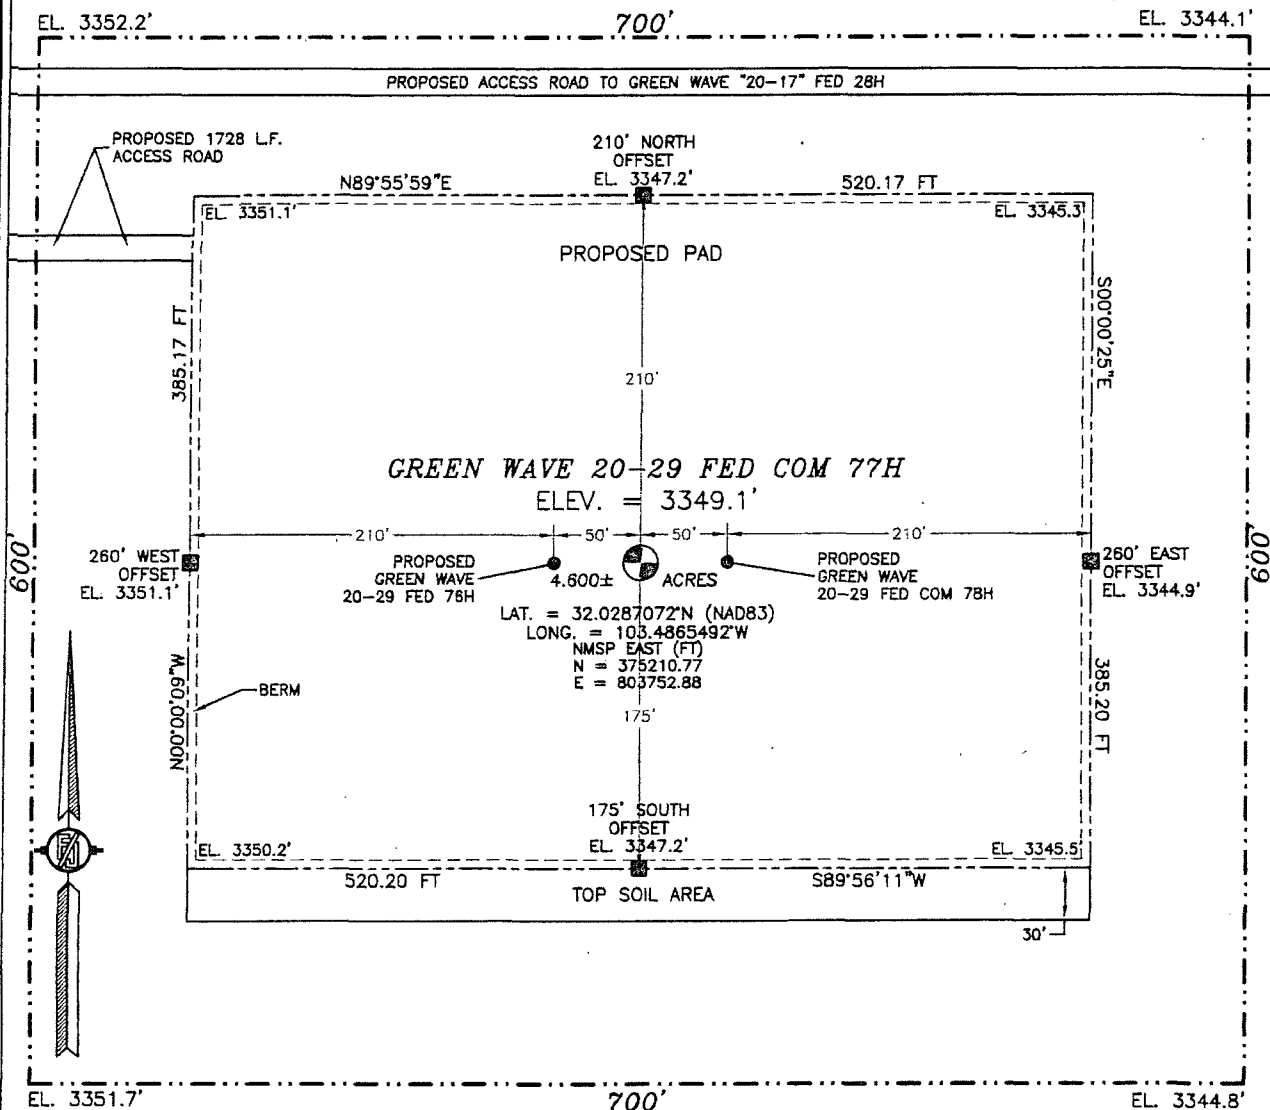 EL. 3352.2'
700'
EL. 3344.1'
PROPOSED ACCESS ROAD TO GREEN WAVE "20-17" FED 28H
PROPOSED 1728 L.F.
ACCESS ROAD
210' NORTH
OFFSET
EL. 3347.2'
N89°55'59"E
520.17 FT
EL. 3351.1'
EL. 3345.3'
PROPOSED PAD
385.17 FT
S00°00'25"E
210'
GREEN WAVE 20-29 FED COM 77H
ELEV. = 3349.1'
210'
50'
50'
210'
600'
260' WEST
OFFSET
EL. 3351.1'
PROPOSED
GREEN WAVE
20-29 FED 76H
4.600±
ACRES
PROPOSED
GREEN WAVE
20-29 FED COM 78H
260' EAST
OFFSET
EL. 3344.9'
600'
LAT. = 32.0287072°N (NAD83)
LONG. = 103.4865492°W
NMSP EAST (FT)
N = 375210.77
E = 803752.88
N00°00'09"W
BERM
175'
385.20 FT
175' SOUTH
OFFSET
EL. 3347.2'
EL. 3350.2'
EL. 3345.5'
520.20 FT
S89°56'11"W
TOP SOIL AREA
30'
EL. 3351.7'
700'
EL. 3344.8'